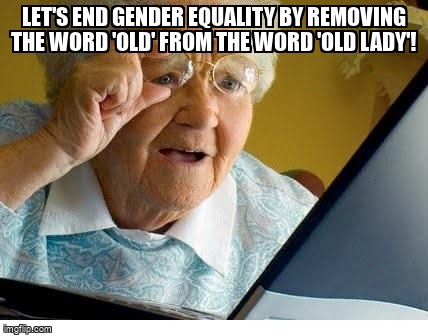 LET'S END GENDER EQUALITY BY REMOVING
THE WORD 'OLD' FROM THE WORD 'OLD LADY'!
imgflip.com